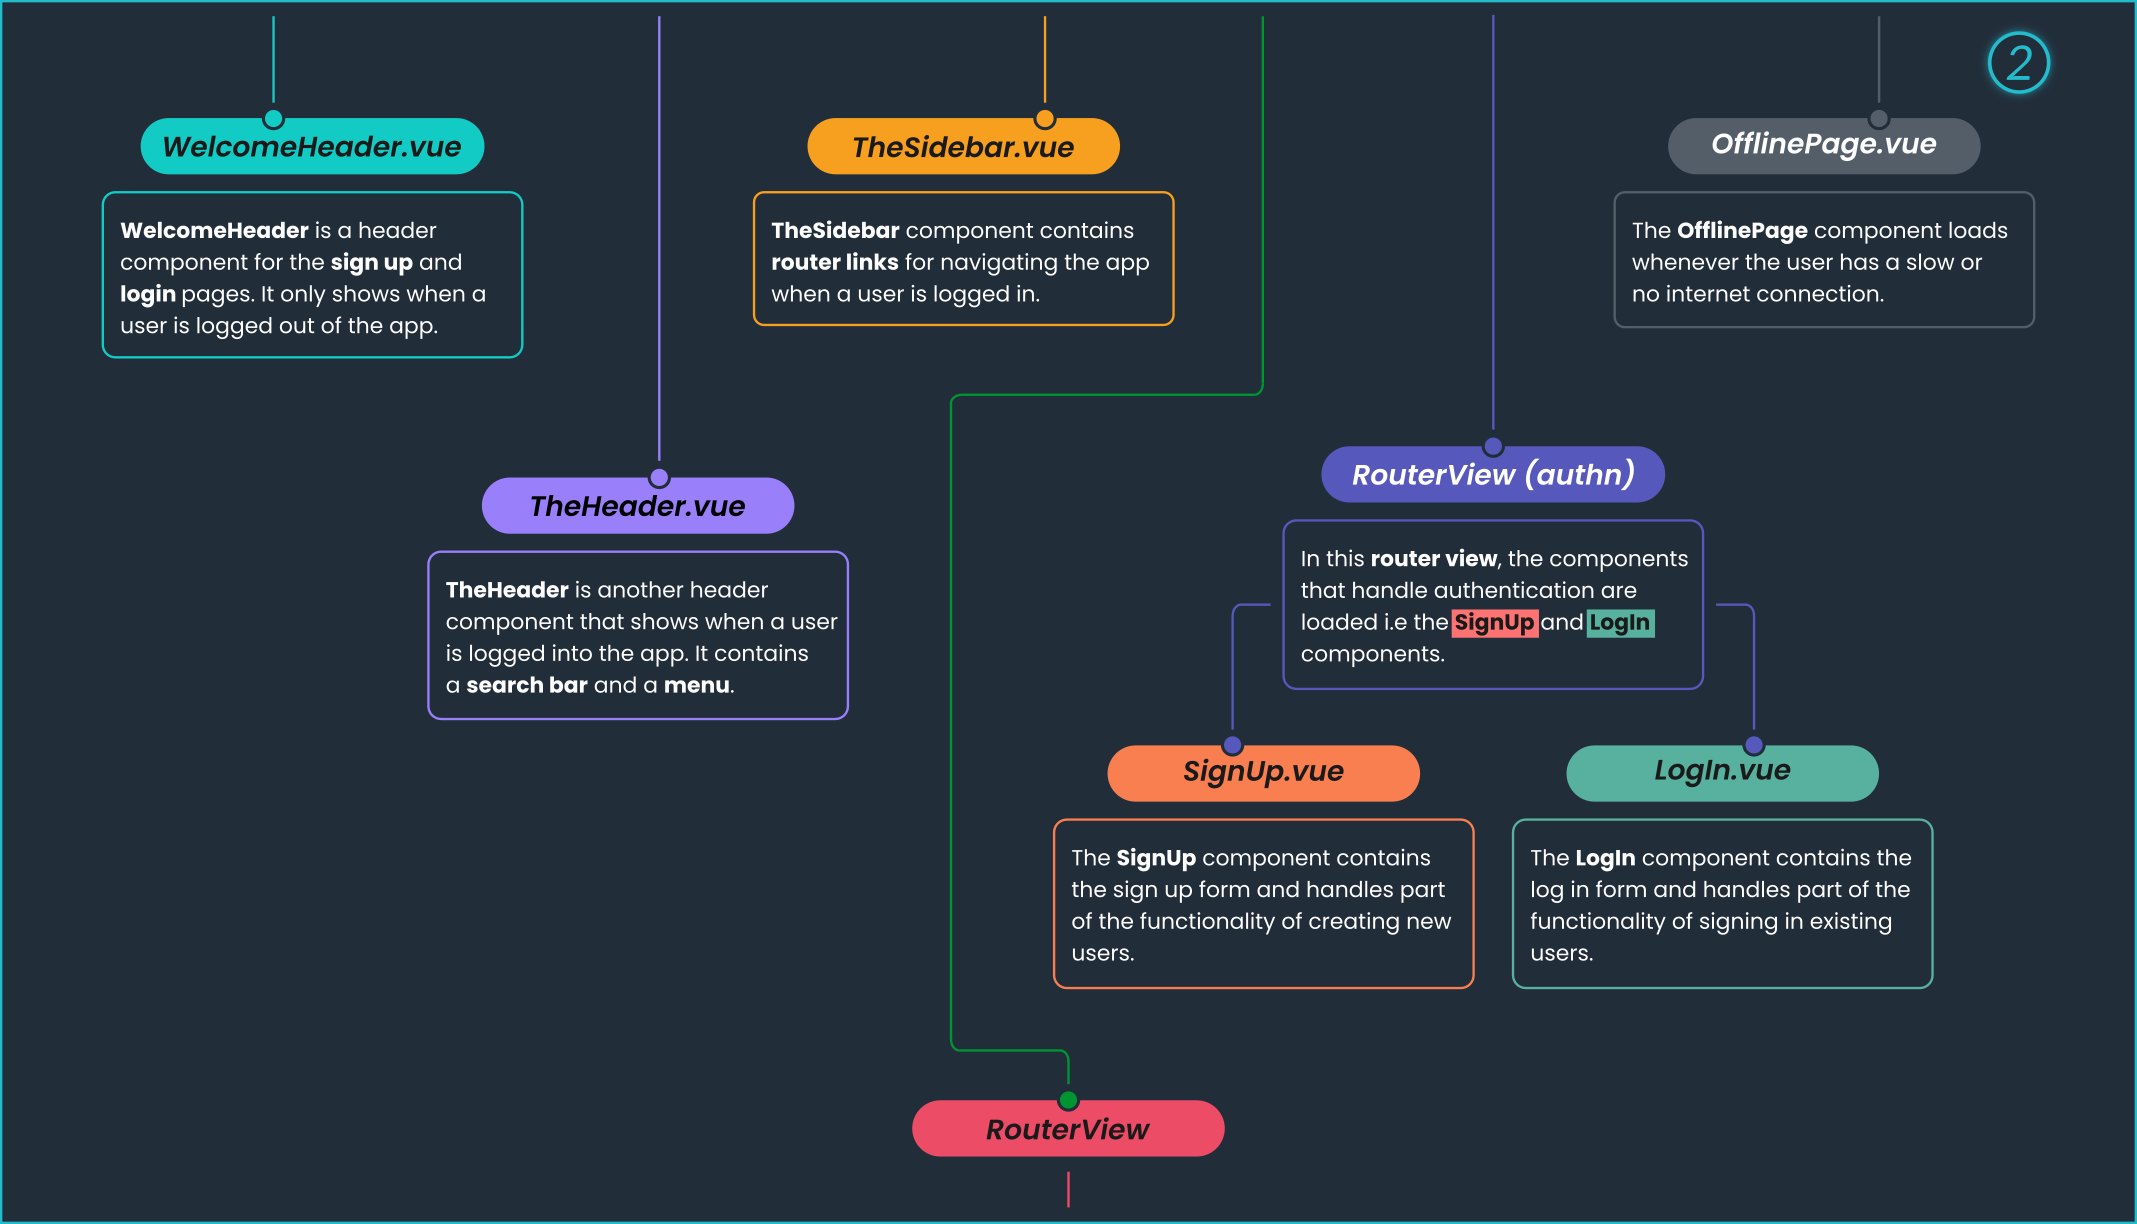 2
WelcomeHeader.vue
WelcomeHeader is a header
component for the sign up and
login pages. It only shows when a
user is logged out of the app.
TheSidebar.vue
TheSidebar component contains
router links for navigating the app
when a user is logged in.
OfflinePage.vue
The OfflinePage component loads
whenever the user has a slow or
no internet connection.
TheHeader.vue
TheHeader is another header
component that shows when a user
is logged into the app. It contains
a search bar and a menu.
RouterView (authn)
In this router view, the components
that handle authentication are
loaded i.e the SignUp and LogIn
components.
SignUp.vue
The SignUp component contains
the sign up form and handles part
of the functionality of creating new
users.
LogIn.vue
The LogIn component contains the
log in form and handles part of the
functionality of signing in existing
users.
RouterView